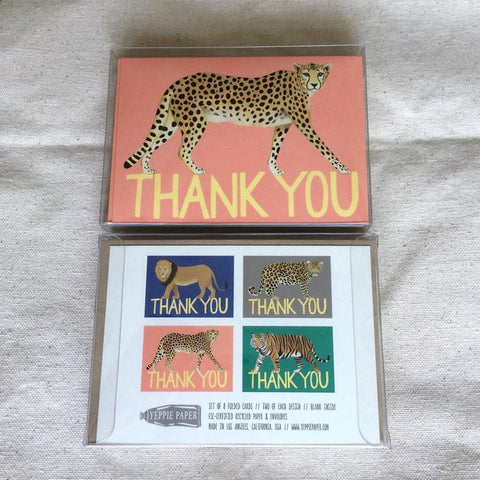 THANK YOU
THANK YOU
THANK YOU
THANK YOU
THANK YOU
YEPPIE PAPER
SET OF 8 FOLDED CARDS // TWO OF EACH DESIGN // BLANK INSIDE
FSC-CERTIFIED RECYCLED PAPER & ENVELOPES
MADE IN LOS ANGELES, CALIFORNIA, USA // WWW.YEPPIEPAPER.COM